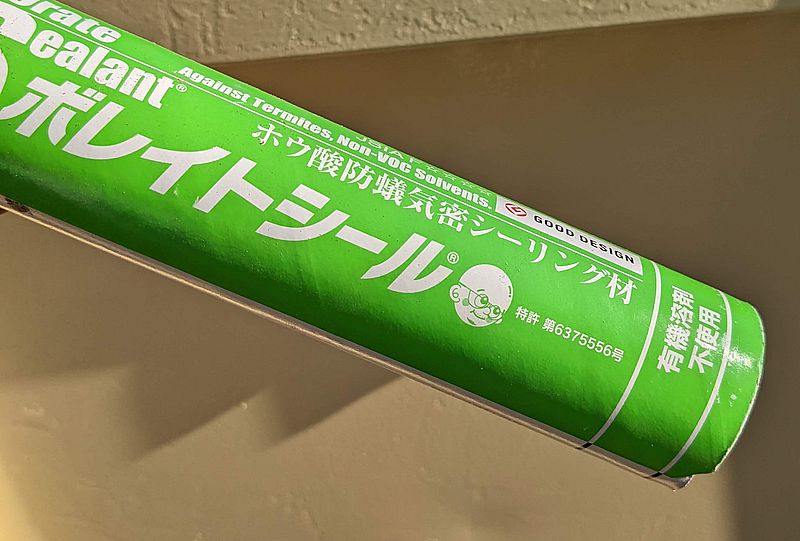 Sealant®
Against Termites, Non-VOC Solvents.
ボレイトシール®
ホウ酸防蟻気密シーリング材
GOOD DESIGN
特許 第6375556号
有機溶剤
不使用